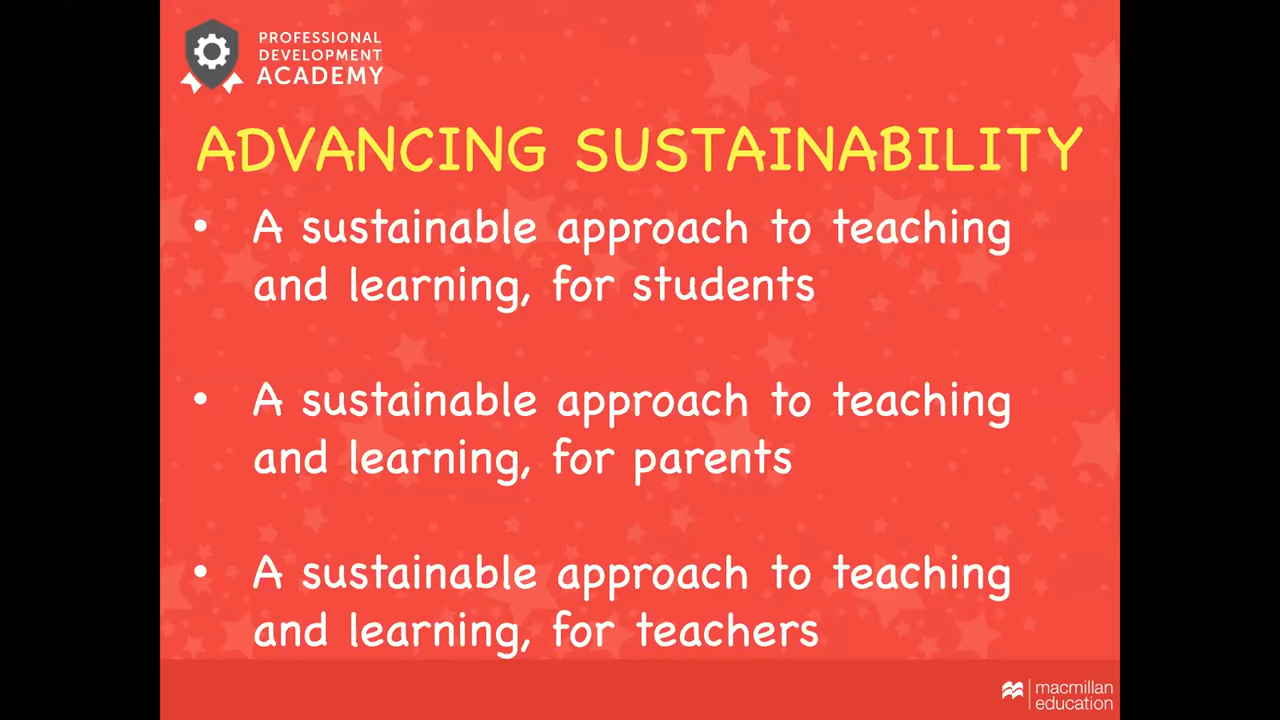 PROFESSIONAL
DEVELOPMENT
ACADEMY
ADVANCING SUSTAINABILITY
• A sustainable approach to teaching
and learning, for students
• A sustainable approach to teaching
and learning, for parents
• A sustainable approach to teaching
and learning, for teachers
macmillan
education